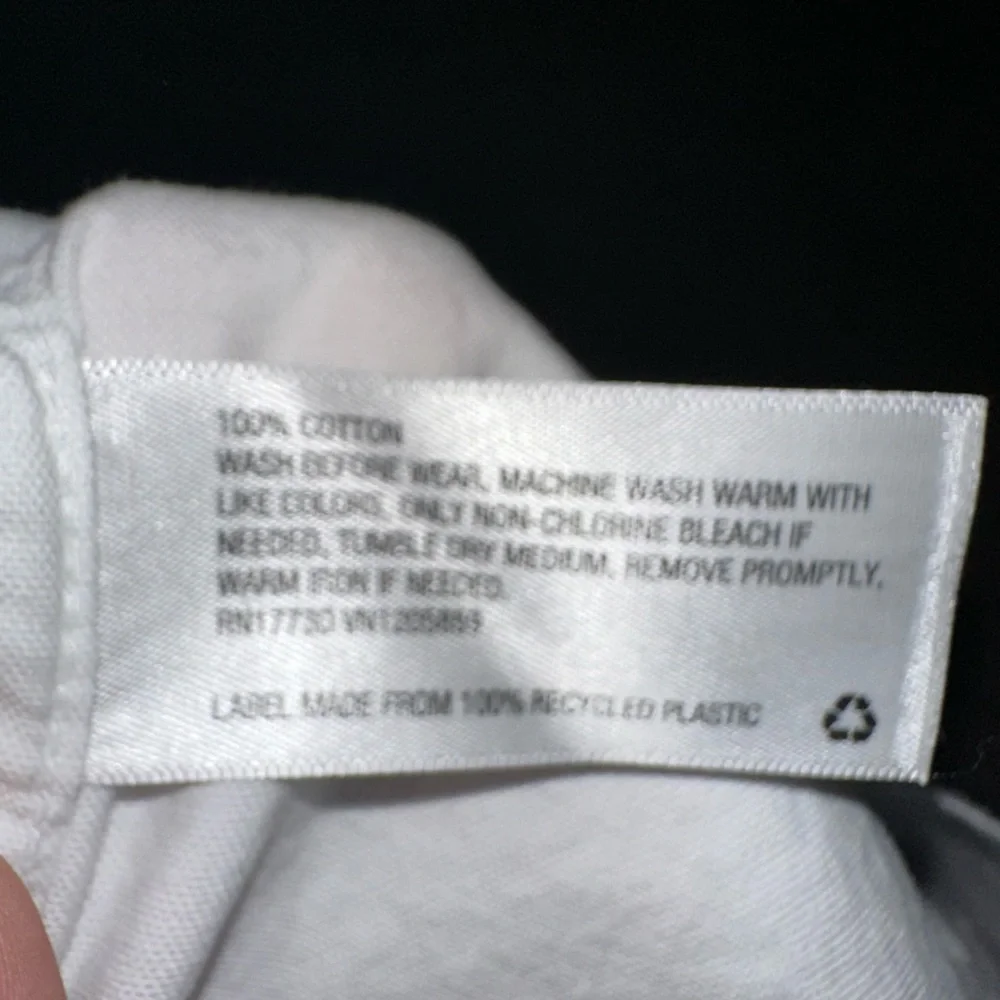 100% COTTON
WASH BEFORE WEAR, MACHINE WASH WARM WITH
LIKE COLORS, ONLY NON-CHLORINE BLEACH IF
NEEDED, TUMBLE DRY MEDIUM, REMOVE PROMPTLY,
WARM IRON IF NEEDED.
RN17730
LABEL MADE FROM 100% RECYCLED PLASTIC